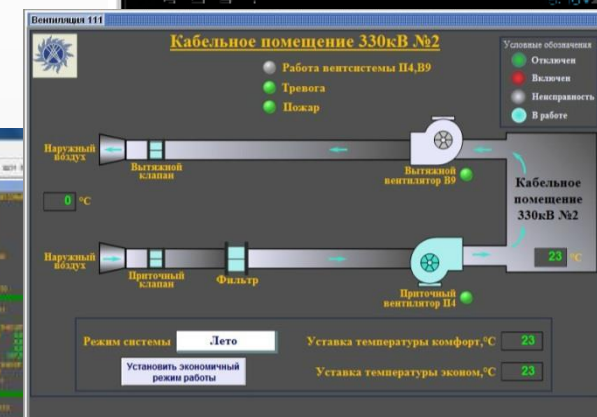 Вентиляция 111
Кабельное помещение 330кВ №2
Условные обозначения
Отключен
Включен
Неисправность
В работе
Работа вентсистемы П4,В9
Тревога
Пожар
Наружный
воздух
Вытяжной
клапан
Вытяжной
вентилятор В9
Кабельное
помещение
330кВ №2
0 °C
23 °C
Наружный
воздух
Приточный
клапан
Фильтр
Приточный
вентилятор П4
Режим системы
Лето
Уставка температуры комфорт,°С
23
Установить экономичный
режим работы
Уставка температуры эконом,°С
23